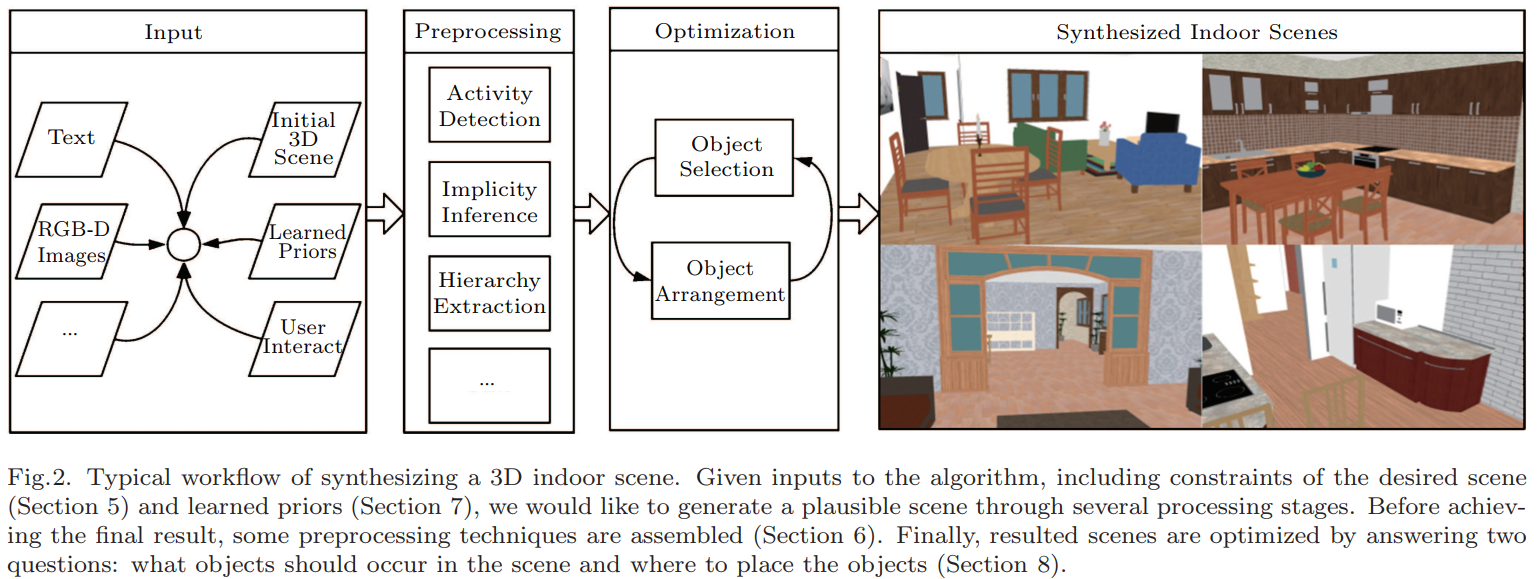 Input
Preprocessing
Optimization
Synthesized Indoor Scenes
Text
Initial
3D
Scene
RGB-D
Images
Learned
Priors
...
User
Interact
Activity
Detection
Implicity
Inference
Hierarchy
Extraction
...
Object
Selection
Object
Arrangement
Fig.2. Typical workflow of synthesizing a 3D indoor scene. Given inputs to the algorithm, including constraints of the desired scene
(Section 5) and learned priors (Section 7), we would like to generate a plausible scene through several processing stages. Before achiev-
ing the final result, some preprocessing techniques are assembled (Section 6). Finally, resulted scenes are optimized by answering two
questions: what objects should occur in the scene and where to place the objects (Section 8).